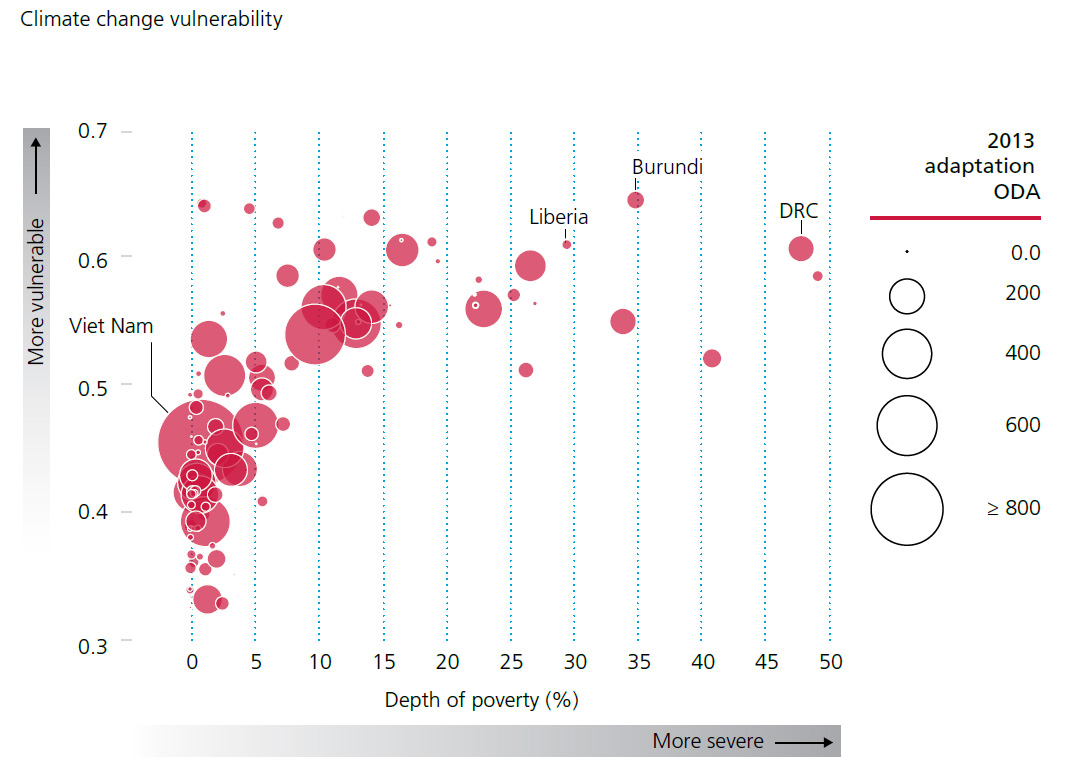 Climate change vulnerability
More vulnerable
0.7
0.6
0.5
0.4
0.3
Viet Nam
Liberia
Burundi
DRC
0 5 10 15 20 25 30 35 40 45 50
Depth of poverty (%)
More severe
2013
adaptation
ODA
0.0
200
400
600
≥ 800